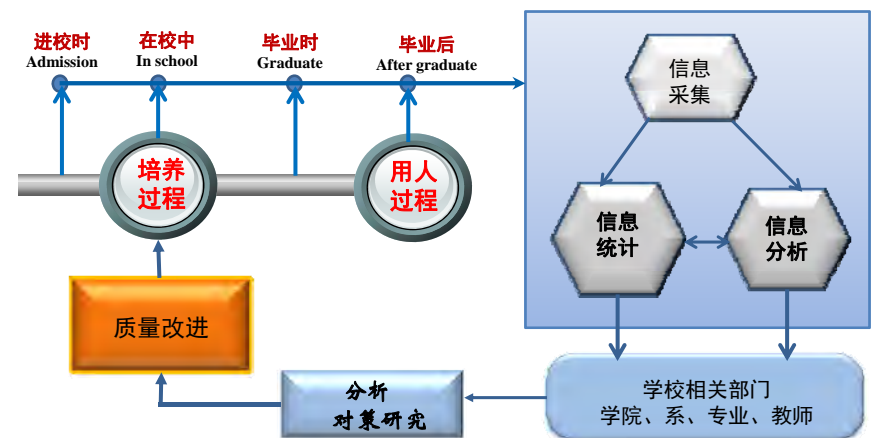 进校时
Admission
在校中
In school
毕业时
Graduate
毕业后
After graduate
信息
采集
培养
过程
用人
过程
信息
统计
信息
分析
质量改进
分析
对策研究
学校相关部门
学院、系、专业、教师